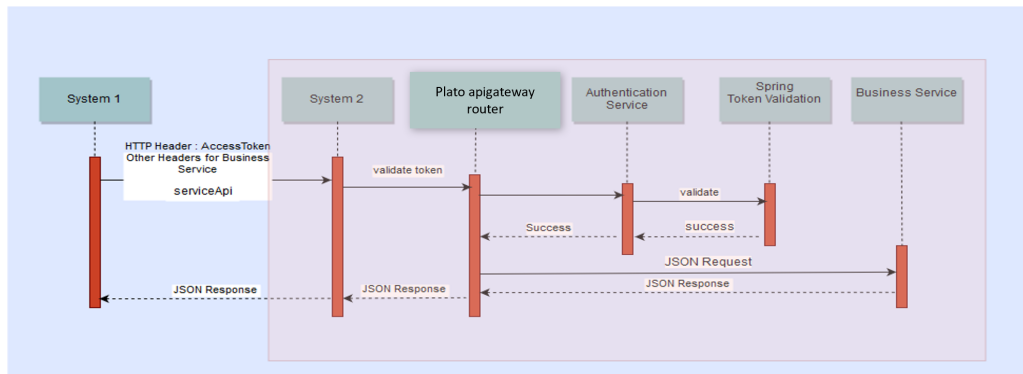 System 1
System 2
Plato apigateway
router
Authentication
Service
Spring
Token Validation
Business Service
HTTP Header : AccessToken
Other Headers for Business
Service
serviceApi
validate token
validate
Success
success
JSON Request
JSON Response
JSON Response
JSON Response